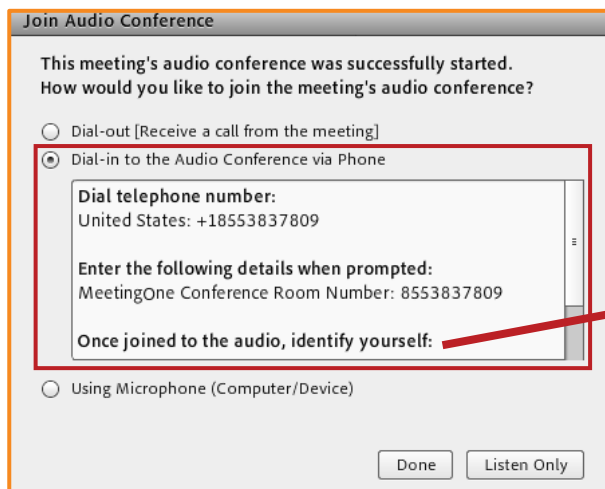 Join Audio Conference
This meeting's audio conference was successfully started.
How would you like to join the meeting's audio conference?
Dial-out [Receive a call from the meeting]
Dial-in to the Audio Conference via Phone
Dial telephone number:
United States: +18553837809
Enter the following details when prompted:
MeetingOne Conference Room Number: 8553837809
Once joined to the audio, identify yourself:
Using Microphone (Computer/Device)
Done
Listen Only